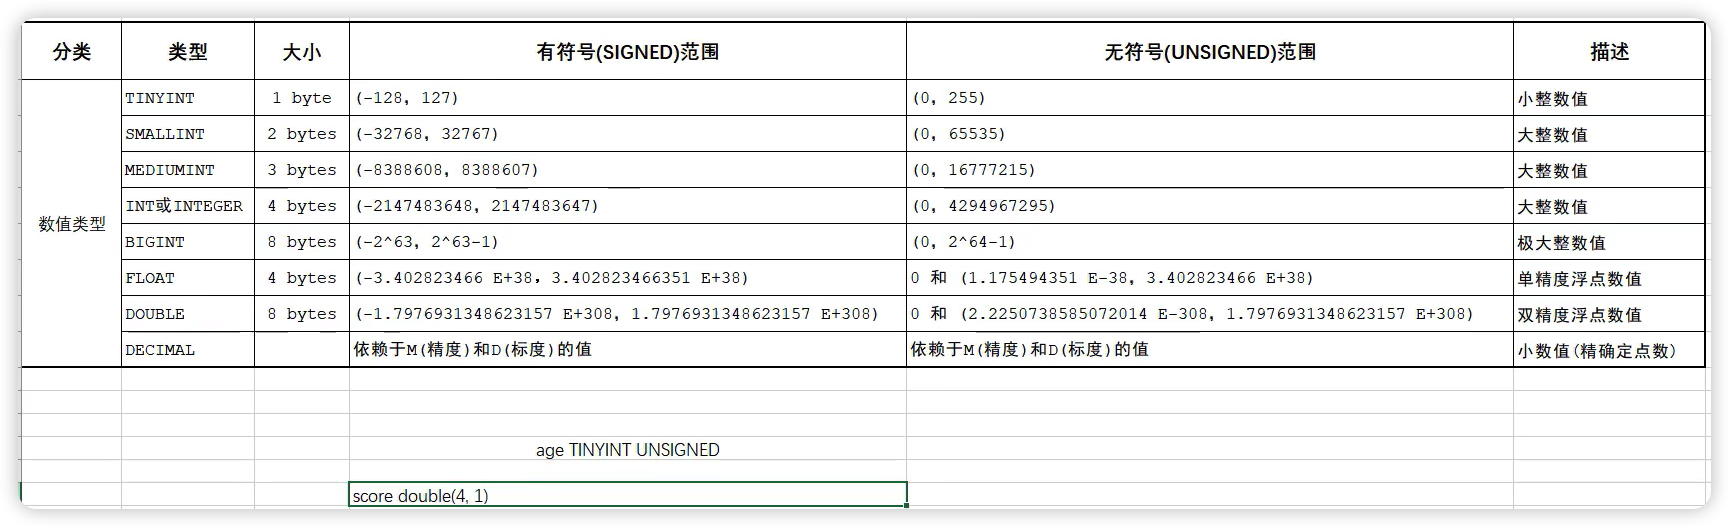 分类 类型 大小 有符号(SIGNED)范围 无符号(UNSIGNED)范围 描述
数值类型
TINYINT 1 byte (-128, 127) (0, 255) 小整数值
SMALLINT 2 bytes (-32768, 32767) (0, 65535) 大整数值
MEDIUMINT 3 bytes (-8388608, 8388607) (0, 16777215) 大整数值
INT或INTEGER 4 bytes (-2147483648, 2147483647) (0, 4294967295) 大整数值
BIGINT 8 bytes (-2^63, 2^63-1) (0, 2^64-1) 极大整数值
FLOAT 4 bytes (-3.402823466 E+38, 3.402823466351 E+38) 0 和 (1.175494351 E-38, 3.402823466 E+38) 单精度浮点数值
DOUBLE 8 bytes (-1.7976931348623157 E+308, 1.7976931348623157 E+308) 0 和 (2.2250738585072014 E-308, 1.7976931348623157 E+308) 双精度浮点数值
DECIMAL 依赖于M(精度)和D(标度)的值 依赖于M(精度)和D(标度)的值 小数值(精确定点数)
age TINYINT UNSIGNED
score double(4, 1)